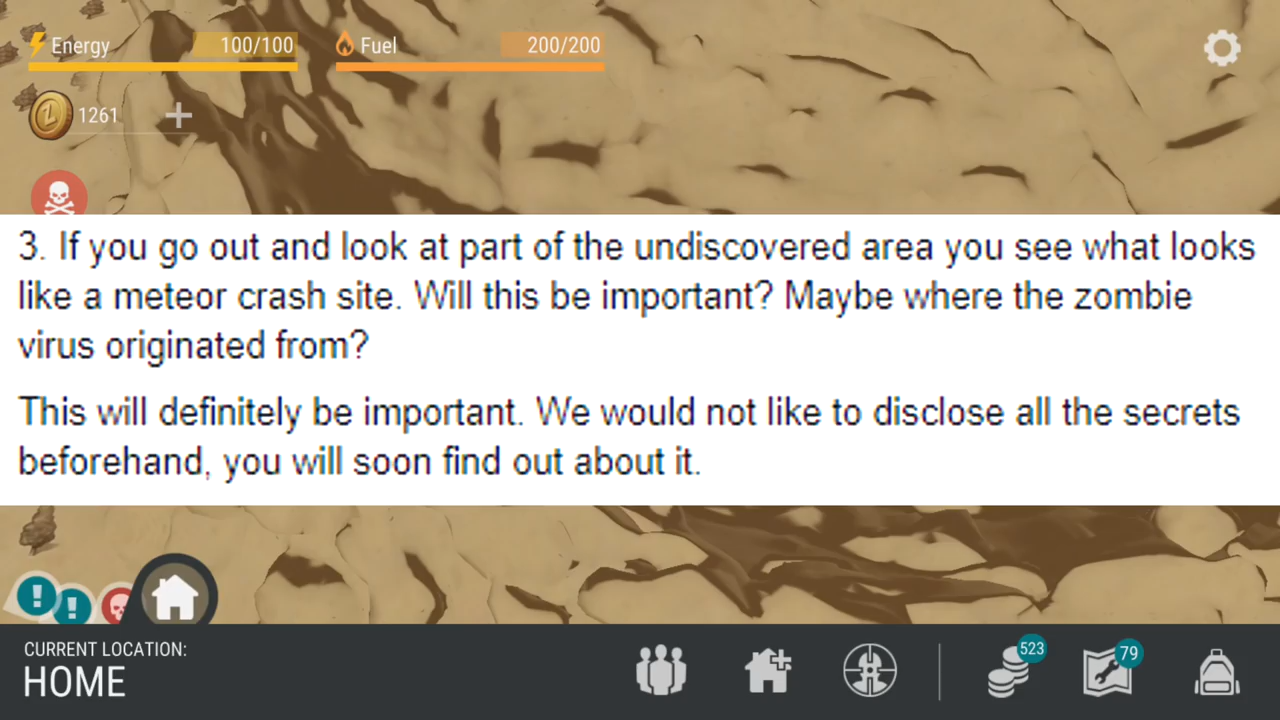 Energy 100/100 Fuel 200/200
1261 +
3. If you go out and look at part of the undiscovered area you see what looks
like a meteor crash site. Will this be important? Maybe where the zombie
virus originated from?
This will definitely be important. We would not like to disclose all the secrets
beforehand, you will soon find out about it.
! !
CURRENT LOCATION:
HOME
523
79